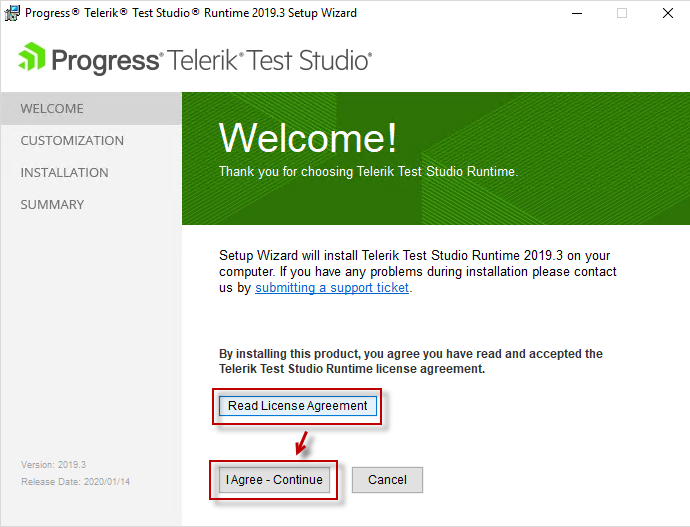 Progress® Telerik® Test Studio® Runtime 2019.3 Setup Wizard
Progress® Telerik® Test Studio®
WELCOME
CUSTOMIZATION
INSTALLATION
SUMMARY
Welcome!
Thank you for choosing Telerik Test Studio Runtime.
Setup Wizard will install Telerik Test Studio Runtime 2019.3 on your
computer. If you have any problems during installation please contact
us by submitting a support ticket.
By installing this product, you agree you have read and accepted the
Telerik Test Studio Runtime license agreement.
Read License Agreement
Version: 2019.3
Release Date: 2020/01/14
I Agree - Continue
Cancel